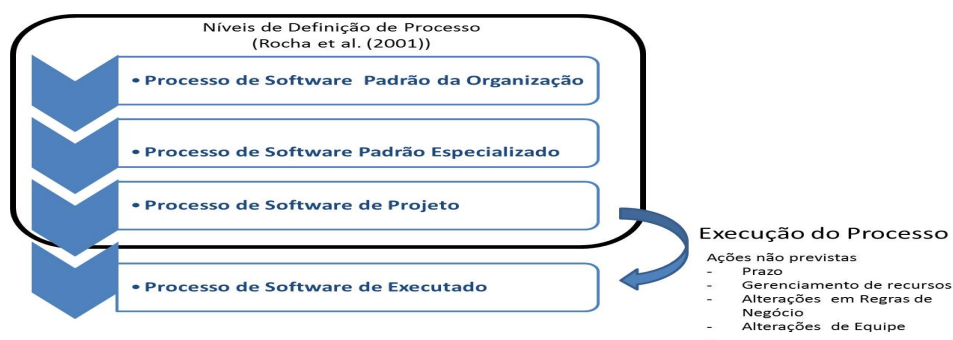 Níveis de Definição de Processo
(Rocha et al. (2001))
• Processo de Software Padrão da Organização
• Processo de Software Padrão Especializado
• Processo de Software de Projeto
• Processo de Software de Executado
Execução do Processo
Ações não previstas
- Prazo
- Gerenciamento de recursos
- Alterações em Regras de
Negócio
- Alterações de Equipe